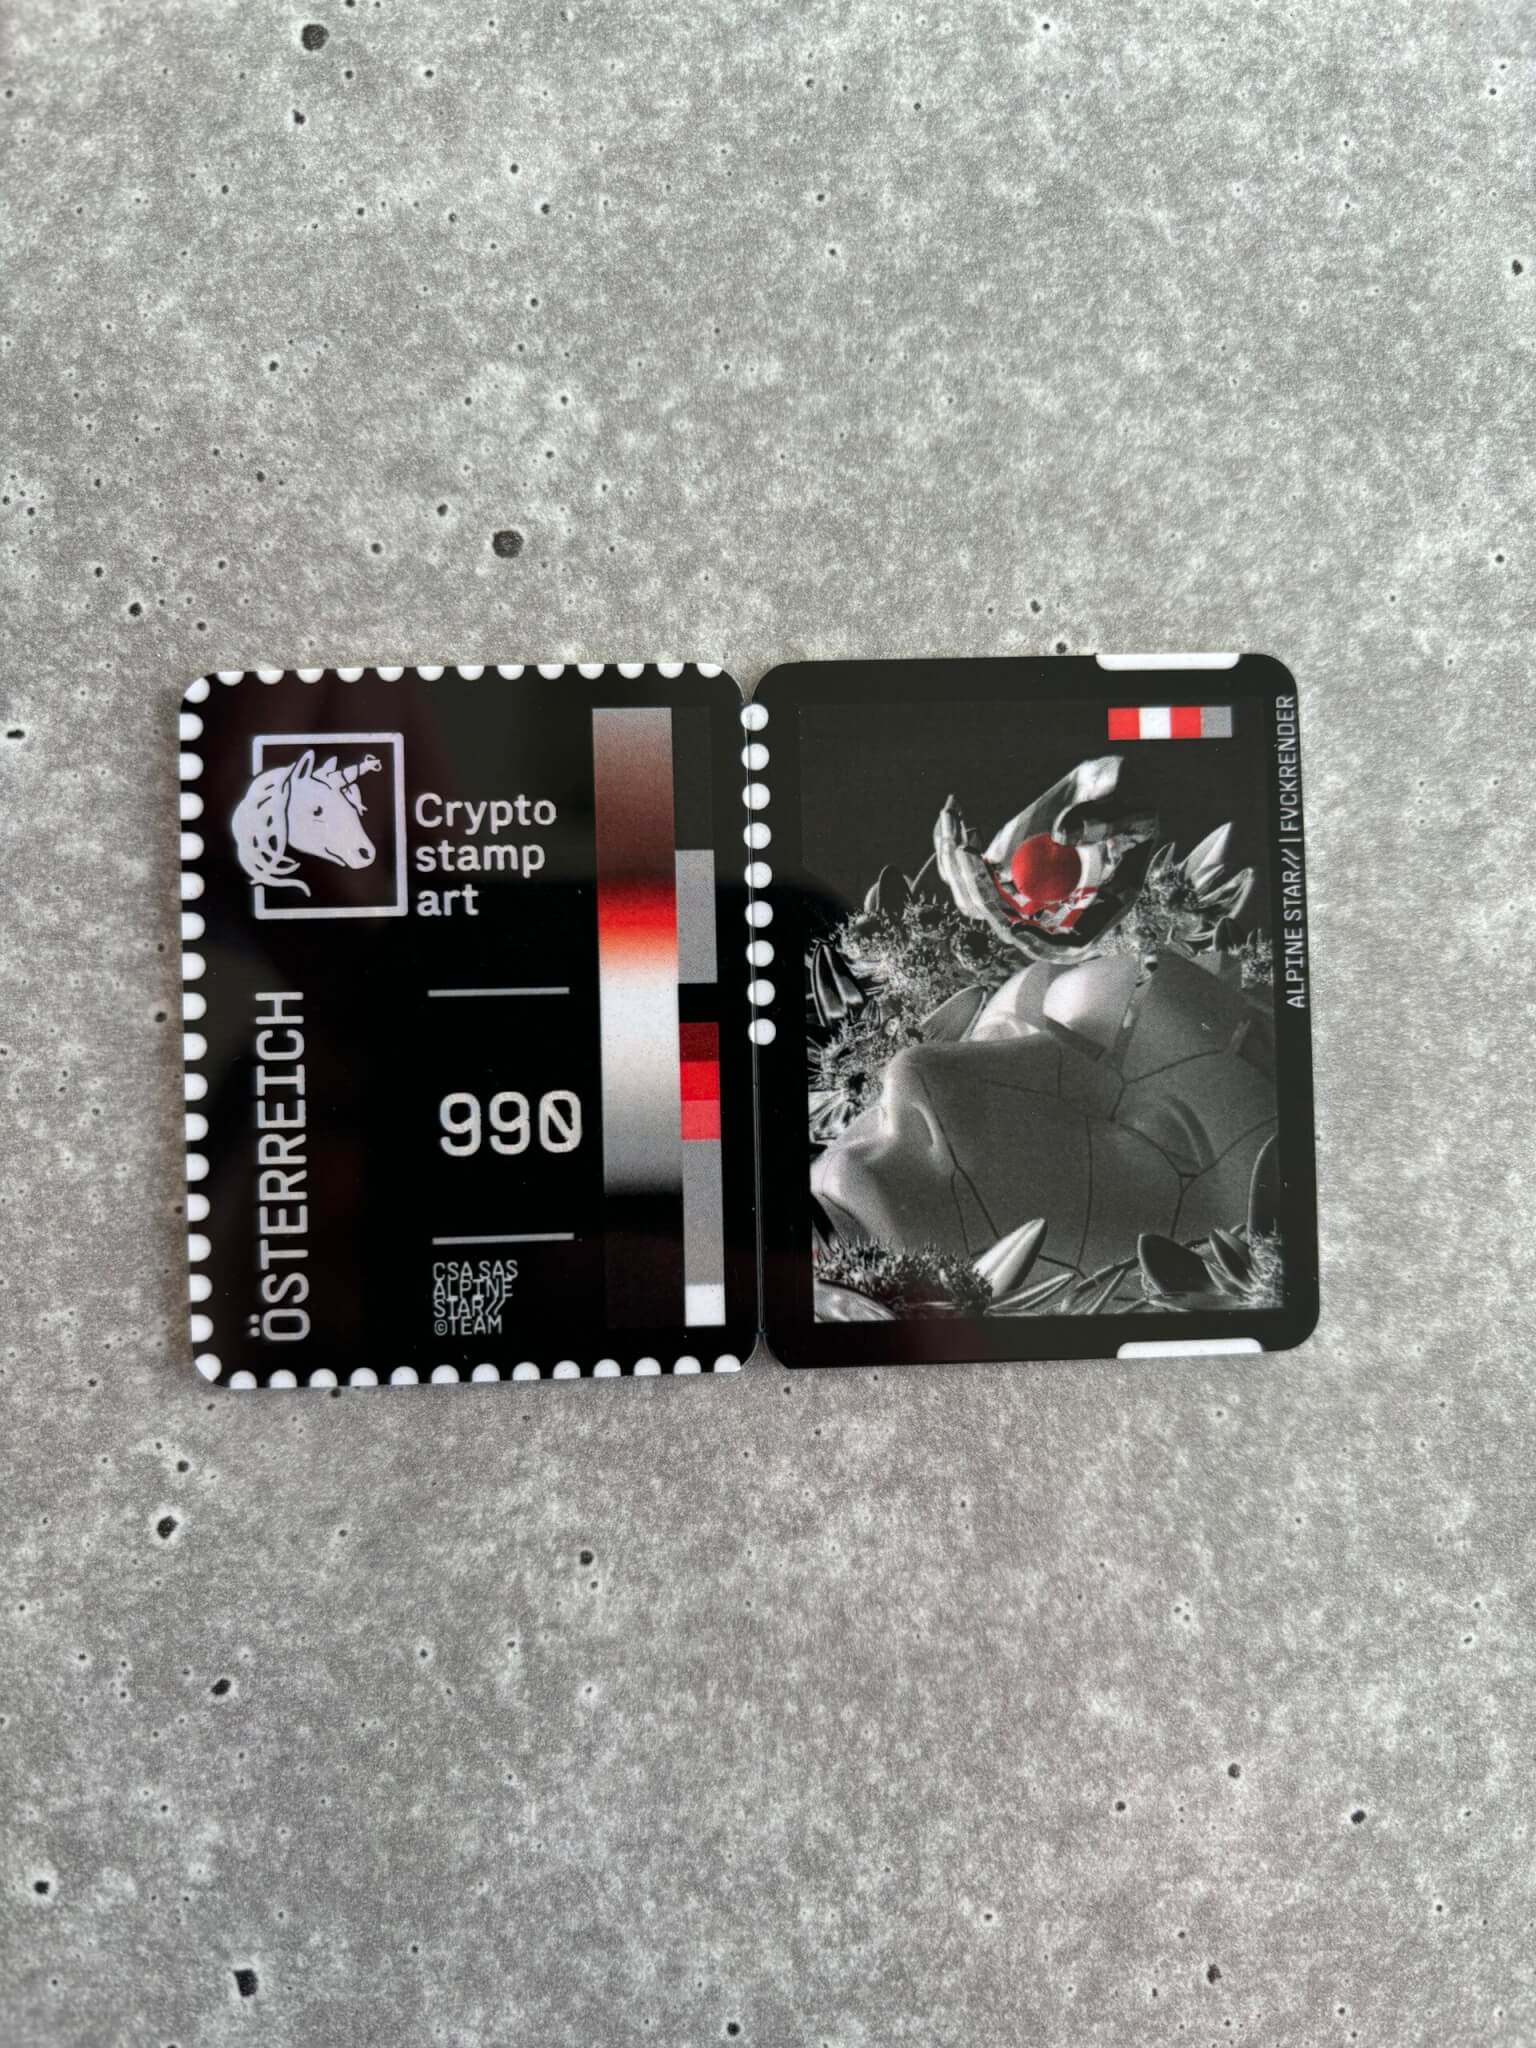 Crypto
stamp
art
ÖSTERREICH
990
CSA SAS
ALPINE
STAR//
©TEAM
ALPINE STAR// | FVCKRENDER